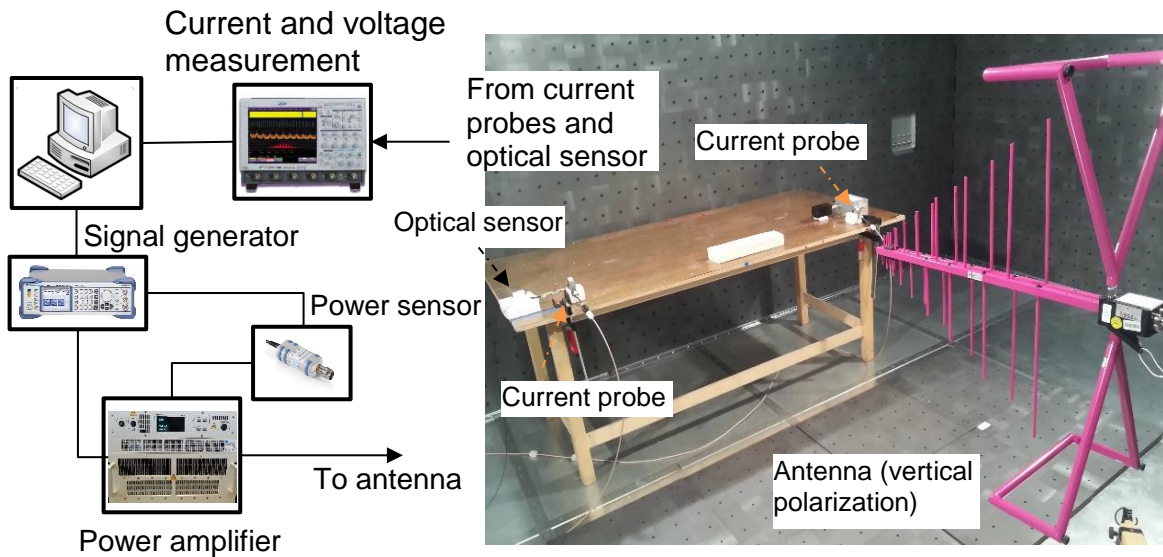 Current and voltage
measurement
From current
probes and
optical sensor
Current probe
Optical sensor
Signal generator
Power sensor
Current probe
To antenna
Antenna (vertical
polarization)
Power amplifier